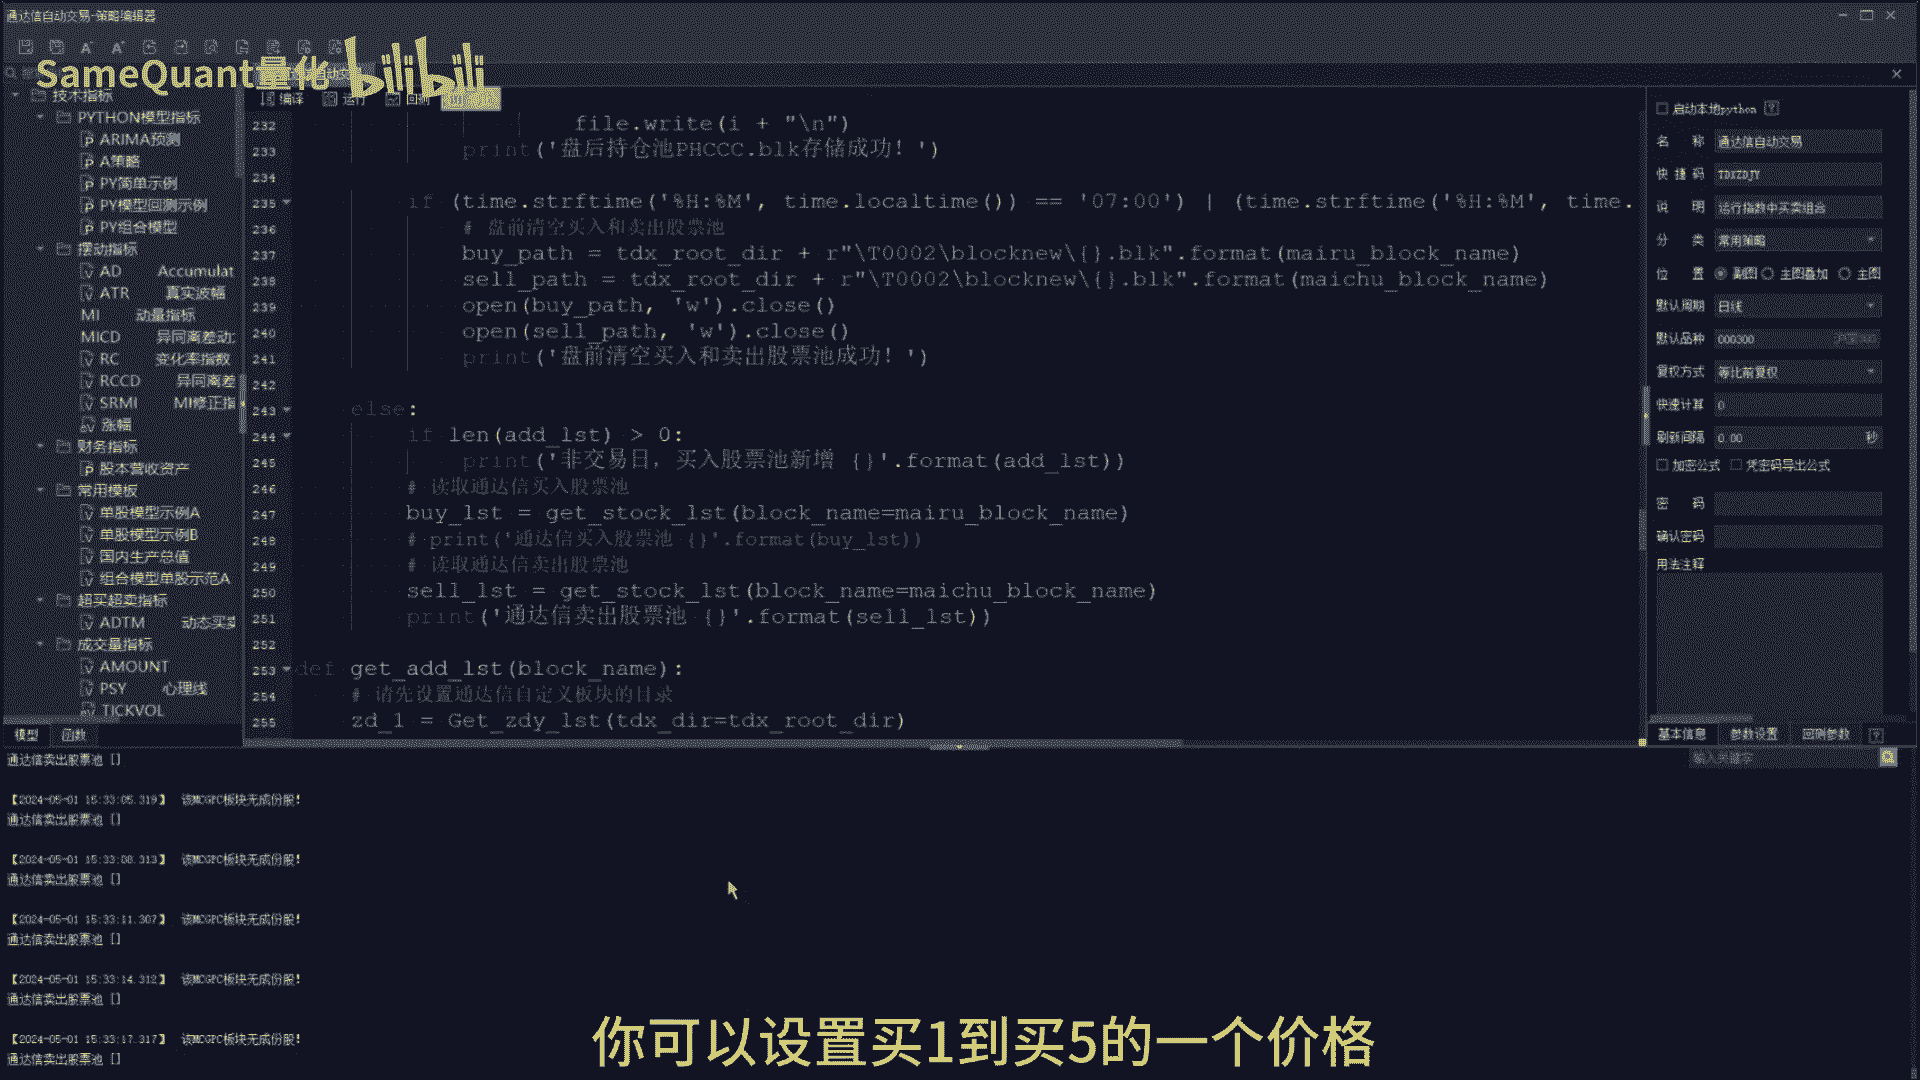 通达信自动交易-策略编辑器
SameQuant量化 bilibili
技术指标
PYTHON模型指标
ARIMA预测
A策略
PY简单示例
PY模型回测示例
PY组合模型
摆动指标
AD Accumulat
ATR 真实波幅
MI 动量指标
MICD 异同离差动
RC 变化率指数
RCCD 异同离差
SRMI MI修正指
涨幅
财务指标
股本营收资产
常用模板
单股模型示例A
单股模型示例B
国内生产总值
组合模型单股示范A
超买超卖指标
ADTM 动态买卖
成交量指标
AMOUNT
PSY 心理线
TICKVOL
模型 函数
编译 运行 回测
232 file.write(i + "\n")
233 print('盘后持仓池PHCCC.blk存储成功! ')
234
235 if (time.strftime('%H:%M', time.localtime()) == '07:00') | (time.strftime('%H:%M', time.
236 # 盘前清空买入和卖出股票池
237 buy_path = tdx_root_dir + r"\T0002\blocknew\{}.blk".format(mairu_block_name)
238 sell_path = tdx_root_dir + r"\T0002\blocknew\{}.blk".format(maichu_block_name)
239 open(buy_path, 'w').close()
240 open(sell_path, 'w').close()
241 print('盘前清空买入和卖出股票池成功! ')
242
243 else:
244 if len(add_lst) > 0:
245 print('非交易日, 买入股票池新增 {}'.format(add_lst))
246 # 读取通达信买入股票池
247 buy_lst = get_stock_lst(block_name=mairu_block_name)
248 # print('通达信买入股票池 {}'.format(buy_lst))
249 # 读取通达信卖出股票池
250 sell_lst = get_stock_lst(block_name=maichu_block_name)
251 print('通达信卖出股票池 {}'.format(sell_lst))
252
253 def get_add_lst(block_name):
254 # 请先设置通达信自定义板块的目录
255 zd_1 = Get_zdy_lst(tdx_dir=tdx_root_dir)
启动本地python ?
名 称 通达信自动交易
快 捷 码 TDXZDJY
说 明 运行指数中买卖组合
分 类 常用策略
位 置 副图 主图叠加 主图
默认周期 日线
默认品种 000300
复权方式 等比前复权
快速计算 0
刷新间隔 0.00 秒
加密公式 凭密码导出公式
密 码
确认密码
用法注释
基本信息 参数设置 回测参数 ?
输入关键字
通达信卖出股票池 []
【2024-05-01 15:33:05.319】 该MCGPC板块无成份股!
通达信卖出股票池 []
【2024-05-01 15:33:08.313】 该MCGPC板块无成份股!
通达信卖出股票池 []
【2024-05-01 15:33:11.307】 该MCGPC板块无成份股!
通达信卖出股票池 []
【2024-05-01 15:33:14.312】 该MCGPC板块无成份股!
通达信卖出股票池 []
【2024-05-01 15:33:17.317】 该MCGPC板块无成份股!
通达信卖出股票池 []
你可以设置买1到买5的一个价格